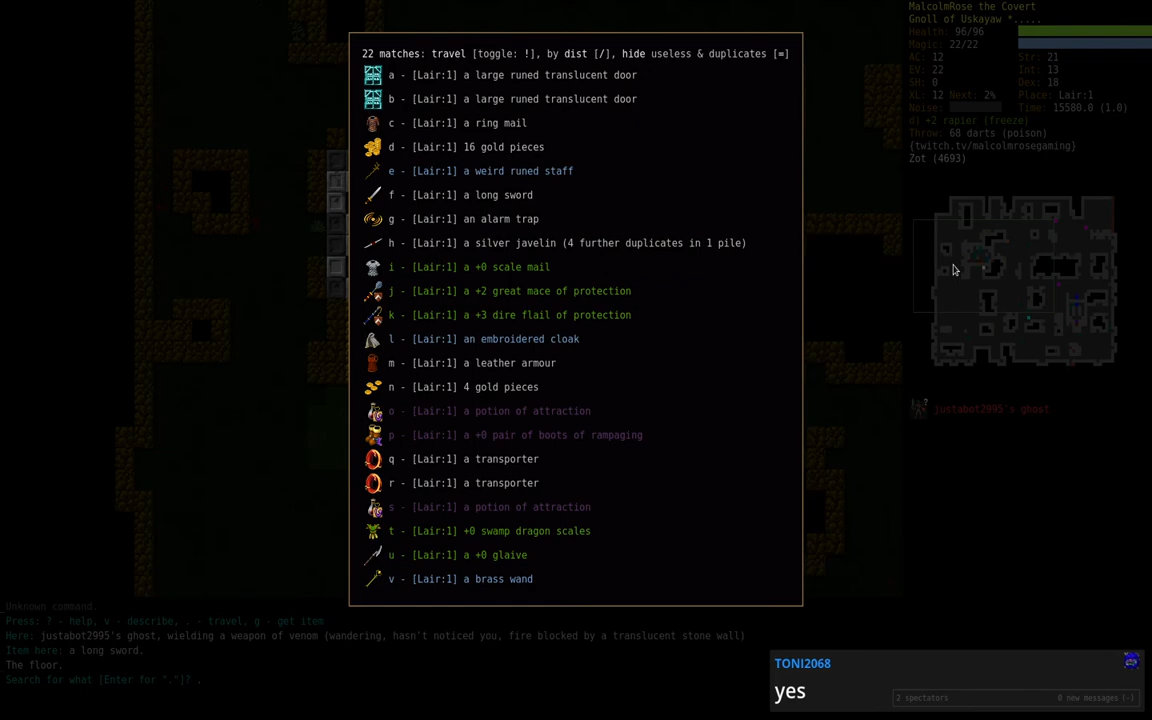 MalcolmRose the Covert
Gnoll of Uskayaw *.....
Health: 96/96
Magic: 22/22
AC: 12 Str: 21
EV: 22 Int: 13
SH: 0 Dex: 18
XL: 12 Next: 2% Place: Lair:1
Noise: Time: 15580.0 (1.0)
d) +2 rapier (freeze)
Throw: 68 darts (poison)
{twitch.tv/malcolmrosegaming}
Zot (4693)
justabot2995's ghost
22 matches: travel [toggle: !], by dist [/], hide useless & duplicates [=]
a - [Lair:1] a large runed translucent door
b - [Lair:1] a large runed translucent door
c - [Lair:1] a ring mail
d - [Lair:1] 16 gold pieces
e - [Lair:1] a weird runed staff
f - [Lair:1] a long sword
g - [Lair:1] an alarm trap
h - [Lair:1] a silver javelin (4 further duplicates in 1 pile)
i - [Lair:1] a +0 scale mail
j - [Lair:1] a +2 great mace of protection
k - [Lair:1] a +3 dire flail of protection
l - [Lair:1] an embroidered cloak
m - [Lair:1] a leather armour
n - [Lair:1] 4 gold pieces
o - [Lair:1] a potion of attraction
p - [Lair:1] a +0 pair of boots of rampaging
q - [Lair:1] a transporter
r - [Lair:1] a transporter
s - [Lair:1] a potion of attraction
t - [Lair:1] +0 swamp dragon scales
u - [Lair:1] a +0 glaive
v - [Lair:1] a brass wand
Unknown command.
Press: ? - help, v - describe, . - travel, g - get item
Here: justabot2995's ghost, wielding a weapon of venom (wandering, hasn't noticed you, fire blocked by a translucent stone wall)
Item here: a long sword.
The floor.
Search for what [Enter for "."]? .
TONI2068
yes
2 spectators 0 new messages (-)